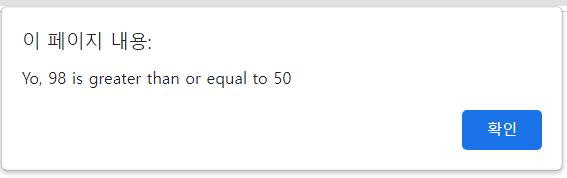 이 페이지 내용:
Yo, 98 is greater than or equal to 50
확인